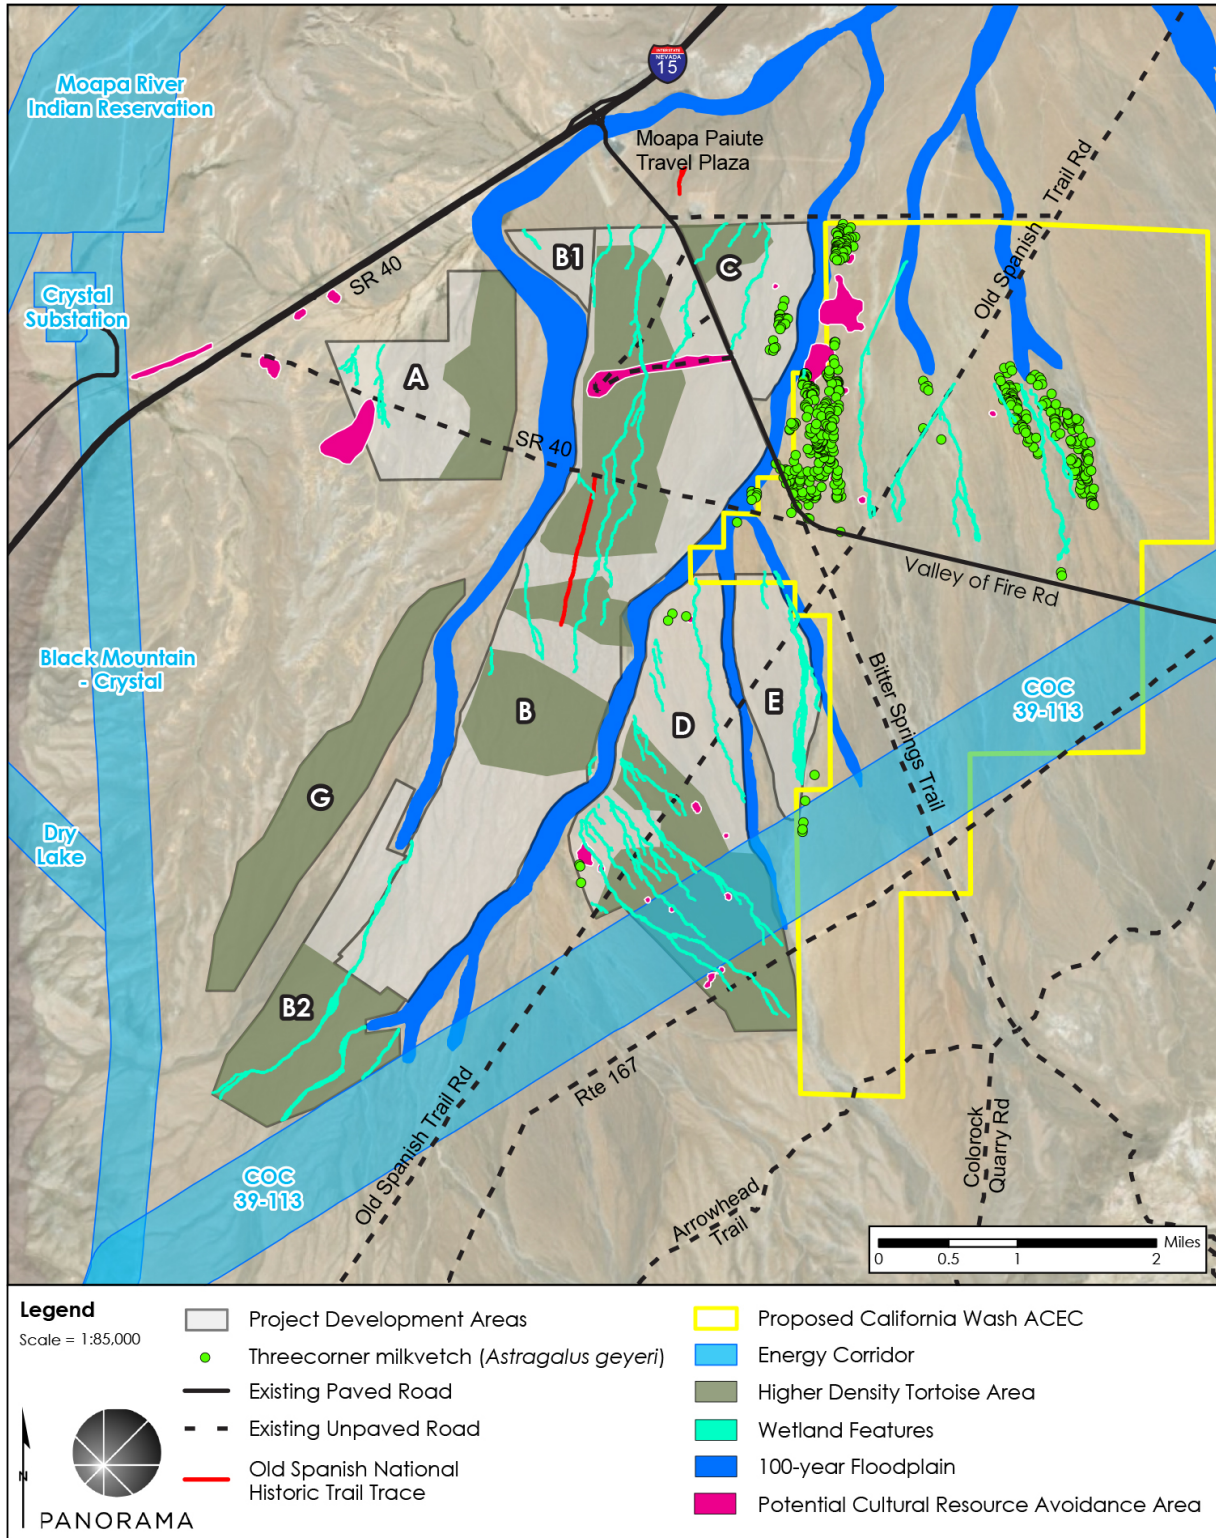 INTERSTATE
NEVADA
15
Moapa River
Indian Reservation
Moapa Paiute
Travel Plaza
Old Spanish Trail Rd
B1
C
SR 40
Crystal
Substation
A
SR 40
Valley of Fire Rd
Black Mountain
- Crystal
B
D
E
Bitter Springs Trail
COC
39-113
G
Dry
Lake
B2
Rte 167
Old Spanish Trail Rd
COC
39-113
Colorock
Quarry Rd
Arrowhead
Trail
Miles
0 0.5 1 2
Legend
Scale = 1:85,000
Project Development Areas
Threecorner milkvetch (Astragalus geyeri)
Existing Paved Road
Existing Unpaved Road
Old Spanish National
Historic Trail Trace
Proposed California Wash ACEC
Energy Corridor
Higher Density Tortoise Area
Wetland Features
100-year Floodplain
Potential Cultural Resource Avoidance Area
N
PANORAMA